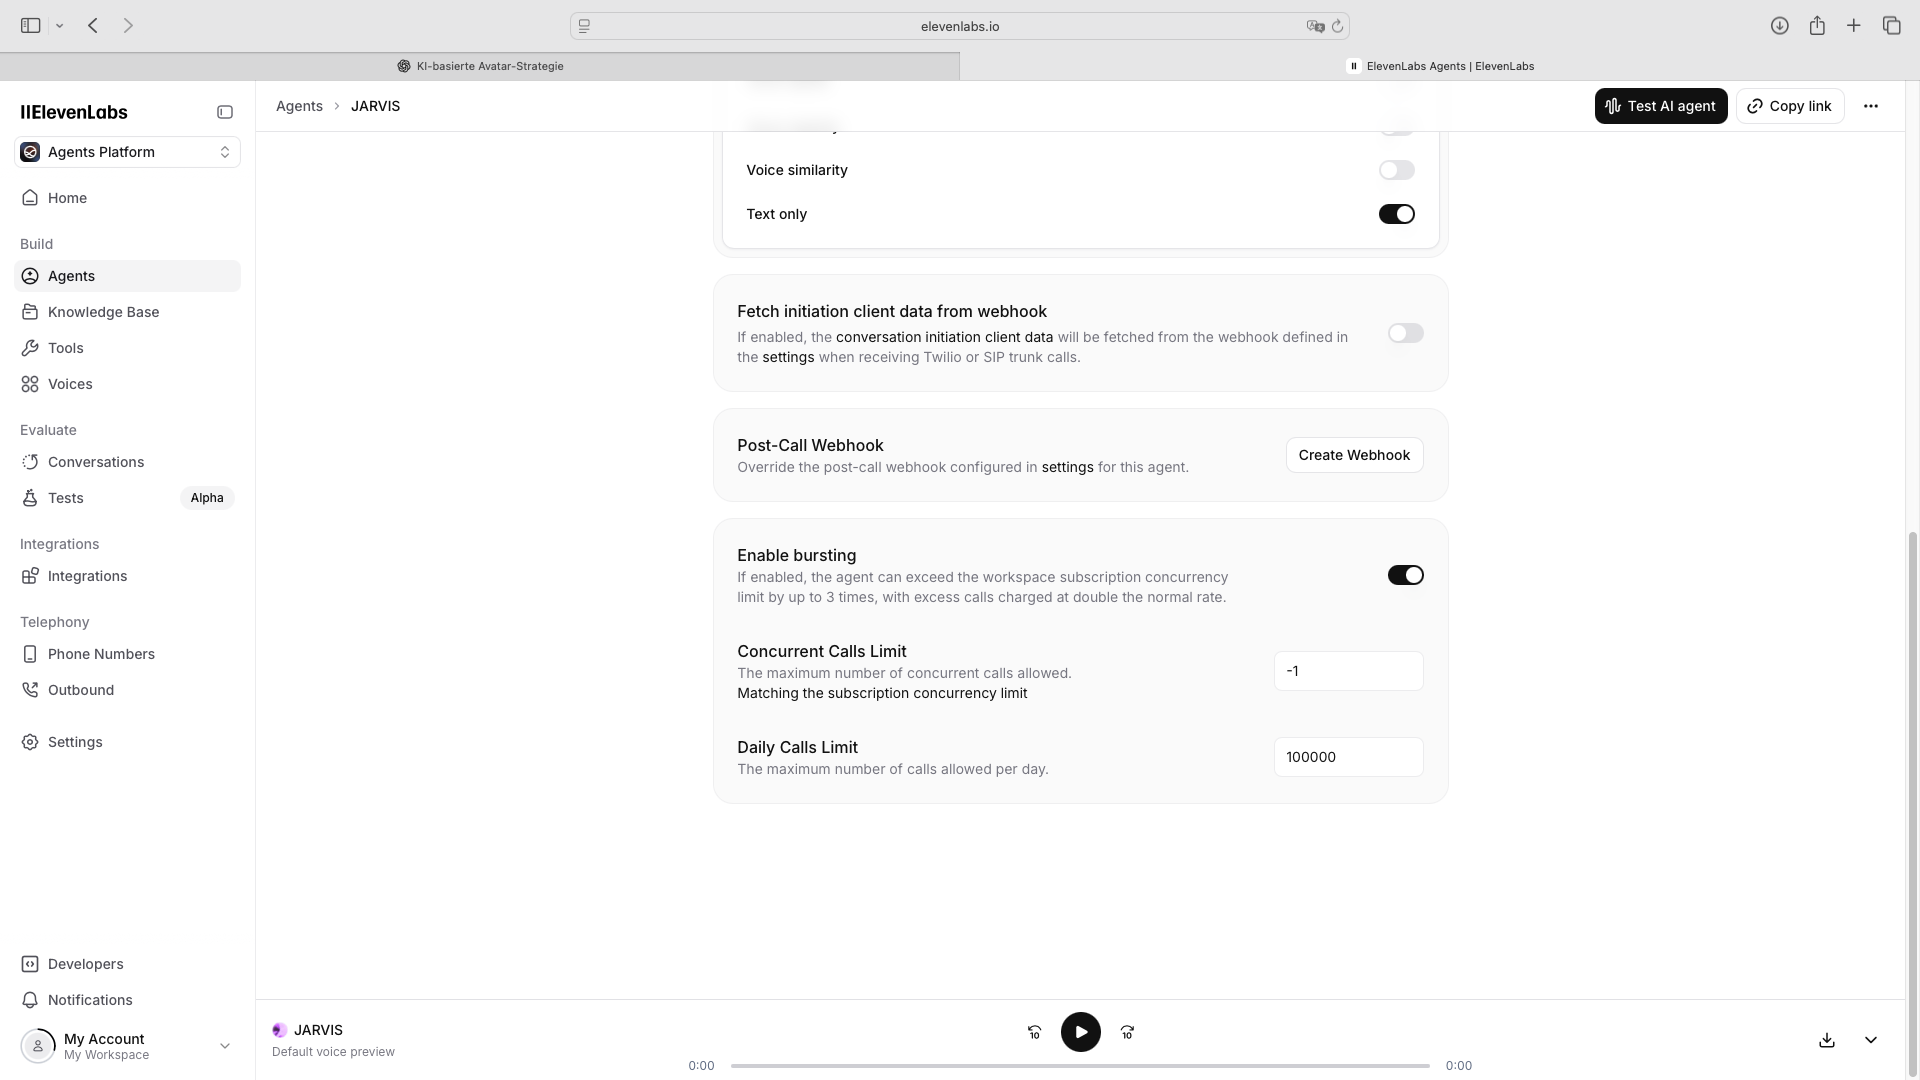 elevenlabs.io
KI-basierte Avatar-Strategie
ElevenLabs Agents | ElevenLabs
IIElevenLabs
Agents Platform
Home
Build
Agents
Knowledge Base
Tools
Voices
Evaluate
Conversations
Tests
Alpha
Integrations
Integrations
Telephony
Phone Numbers
Outbound
Settings
Developers
Notifications
My Account
My Workspace
Agents > JARVIS
Test AI agent
Copy link
Voice similarity
Text only
Fetch initiation client data from webhook
If enabled, the conversation initiation client data will be fetched from the webhook defined in
the settings when receiving Twilio or SIP trunk calls.
Post-Call Webhook
Override the post-call webhook configured in settings for this agent.
Create Webhook
Enable bursting
If enabled, the agent can exceed the workspace subscription concurrency
limit by up to 3 times, with excess calls charged at double the normal rate.
Concurrent Calls Limit
The maximum number of concurrent calls allowed.
Matching the subscription concurrency limit
-1
Daily Calls Limit
The maximum number of calls allowed per day.
100000
JARVIS
Default voice preview
10
10
0:00
0:00